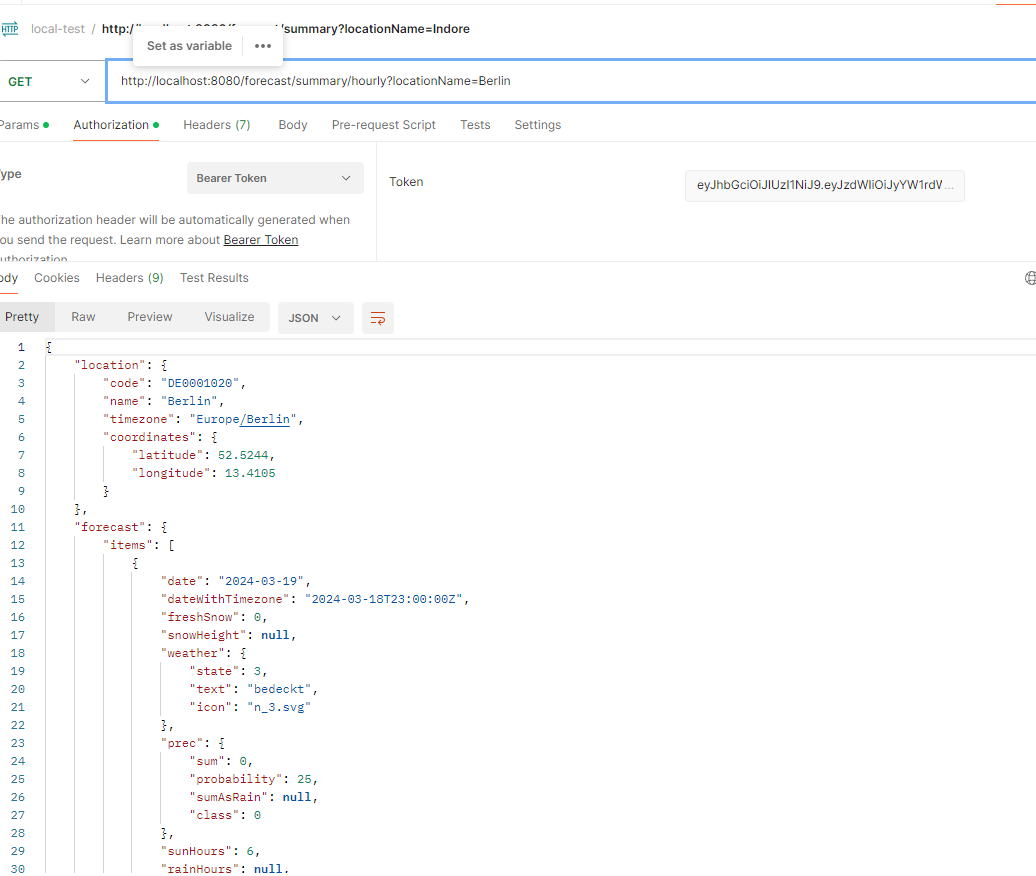 HTTP local-test / http://localhost:8080/forecast/summary?locationName=Indore
Set as variable •••
GET http://localhost:8080/forecast/summary/hourly?locationName=Berlin
Params Authorization Headers (7) Body Pre-request Script Tests Settings
ype Bearer Token Token eyJhbGciOiJIUzI1NiJ9.eyJzdWIiOiJyYW1rdW...
he authorization header will be automatically generated when
ou send the request. Learn more about Bearer Token
uthorization.
ody Cookies Headers (9) Test Results
Pretty Raw Preview Visualize JSON
1 {
2 "location": {
3 "code": "DE0001020",
4 "name": "Berlin",
5 "timezone": "Europe/Berlin",
6 "coordinates": {
7 "latitude": 52.5244,
8 "longitude": 13.4105
9 }
10 },
11 "forecast": {
12 "items": [
13 {
14 "date": "2024-03-19",
15 "dateWithTimezone": "2024-03-18T23:00:00Z",
16 "freshSnow": 0,
17 "snowHeight": null,
18 "weather": {
19 "state": 3,
20 "text": "bedeckt",
21 "icon": "n_3.svg"
22 },
23 "prec": {
24 "sum": 0,
25 "probability": 25,
26 "sumAsRain": null,
27 "class": 0
28 },
29 "sunHours": 6,
30 "rainHours": null,